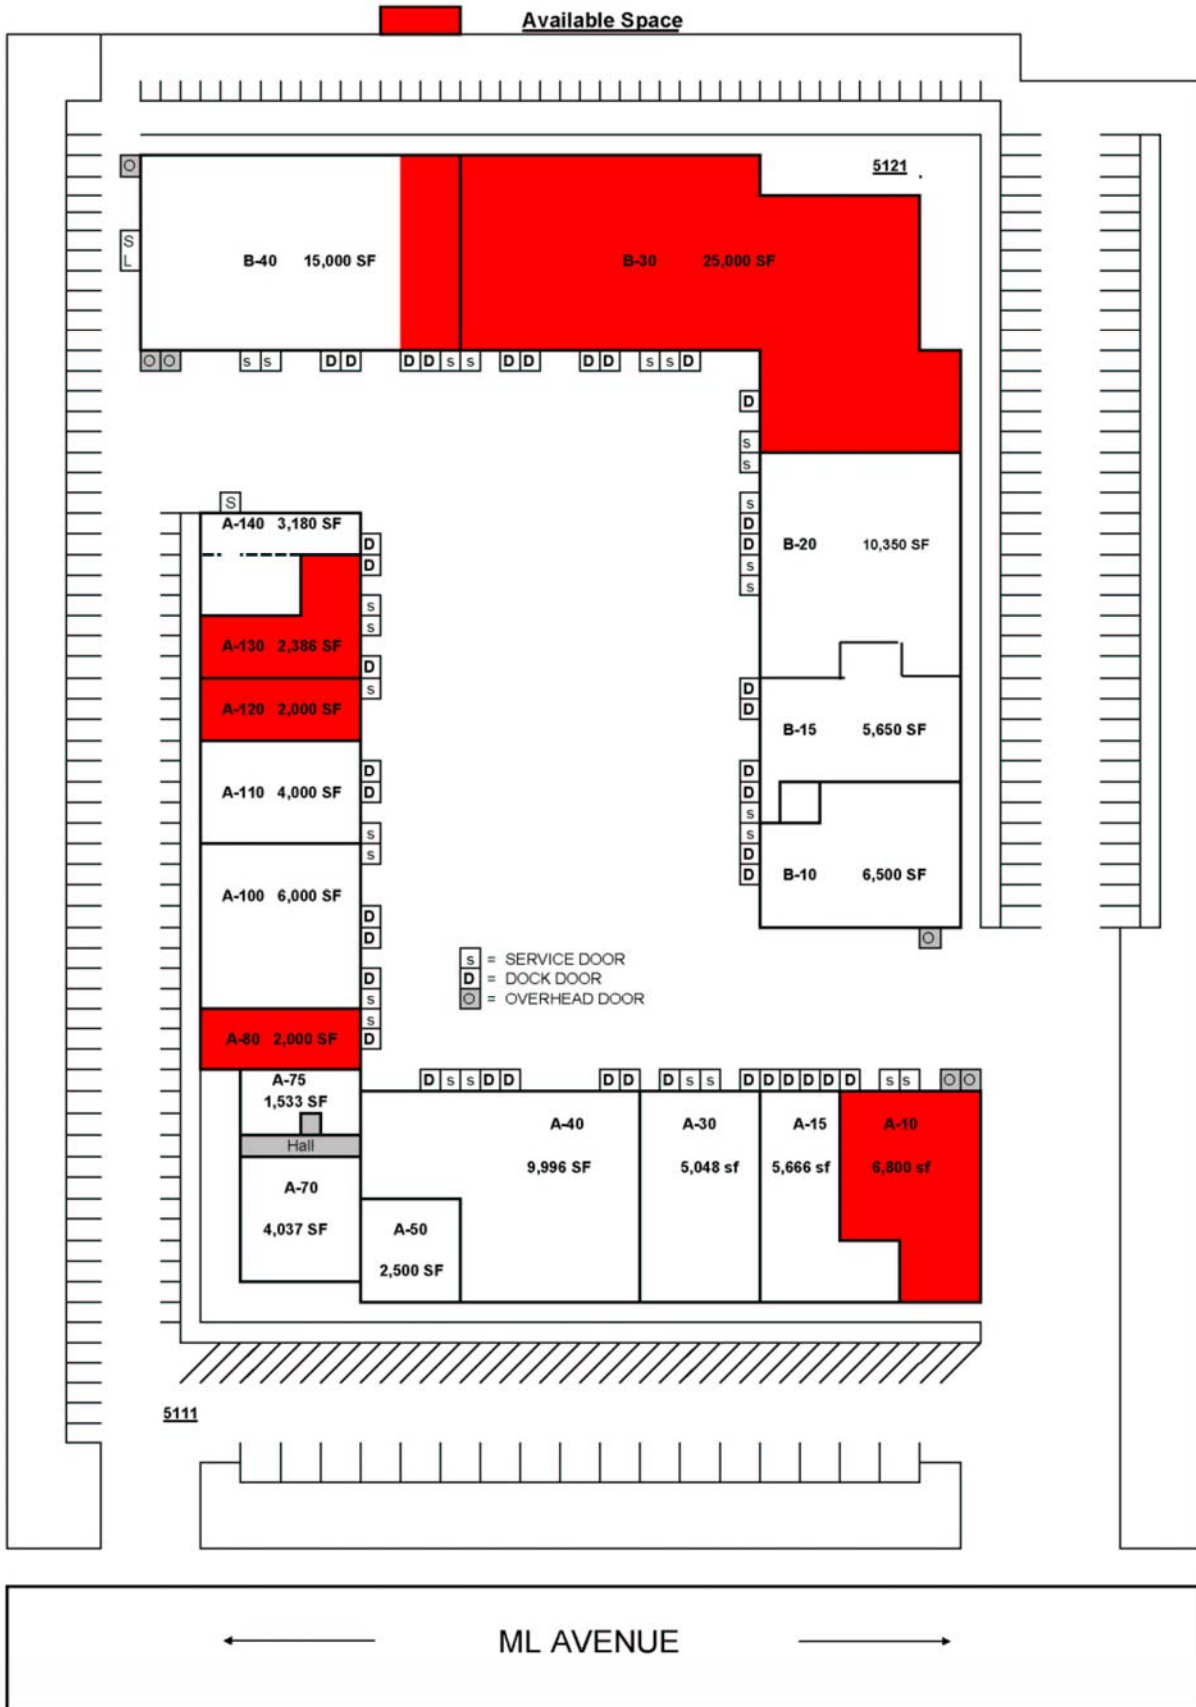 Available Space
5121
O
S
L
B-40 15,000 SF
B-30 25,000 SF
O O s s D D D D s s D D D D s s D
D
s
s
s
D
D
s
s
B-20 10,350 SF
S
A-140 3,180 SF
D
D
s
s
A-130 2,386 SF
D
s
A-120 2,000 SF
D
D
B-15 5,650 SF
A-110 4,000 SF
D
D
s
s
D
D
s
s
D
D
B-10 6,500 SF
O
A-100 6,000 SF
D
D
D
s
s = SERVICE DOOR
D = DOCK DOOR
O = OVERHEAD DOOR
A-80 2,000 SF
s
D
A-75
1,533 SF
Hall
A-70
4,037 SF
D s s D D D D D s s D D D D D D s s O O
A-40
9,996 SF
A-30
5,048 sf
A-15
5,666 sf
A-10
6,800 sf
A-50
2,500 SF
5111
ML AVENUE